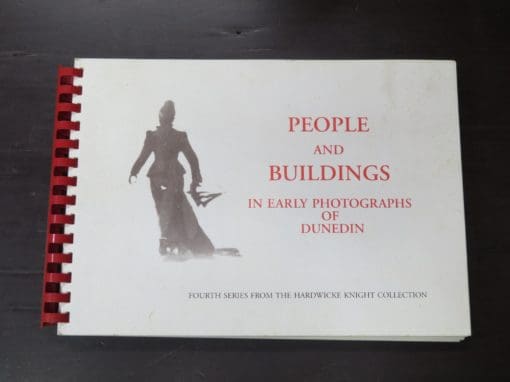 PEOPLE
AND
BUILDINGS
IN EARLY PHOTOGRAPHS
OF
DUNEDIN
FOURTH SERIES FROM THE HARDWICKE KNIGHT COLLECTION